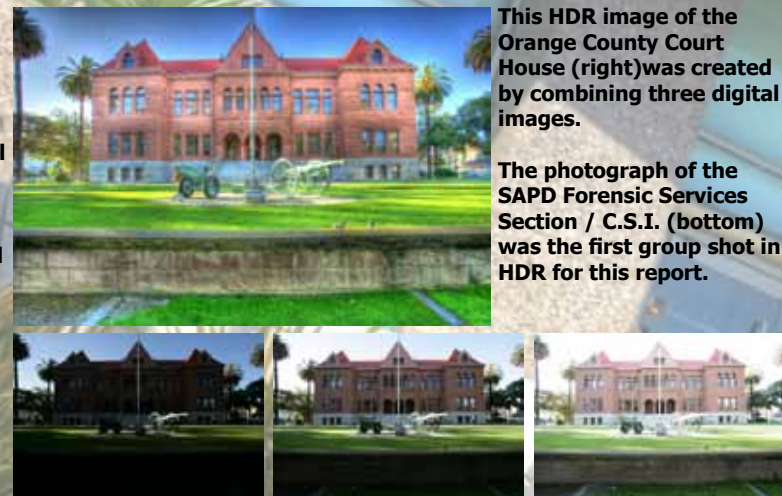 This HDR image of the
Orange County Court
House (right)was created
by combining three digital
images.
The photograph of the
SAPD Forensic Services
Section / C.S.I. (bottom)
was the first group shot in
HDR for this report.